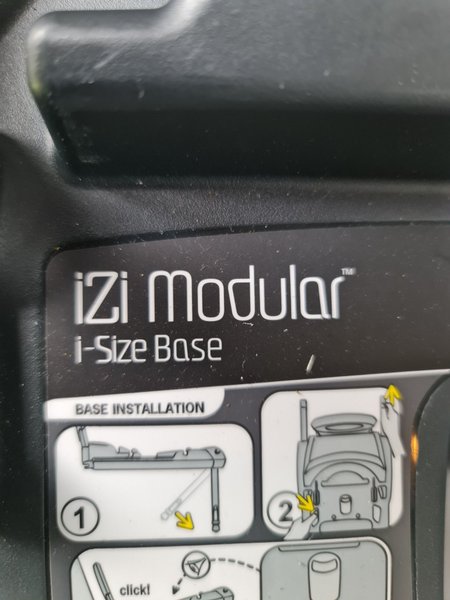 iZi Modular™
i-Size Base
BASE INSTALLATION
1
2
click!